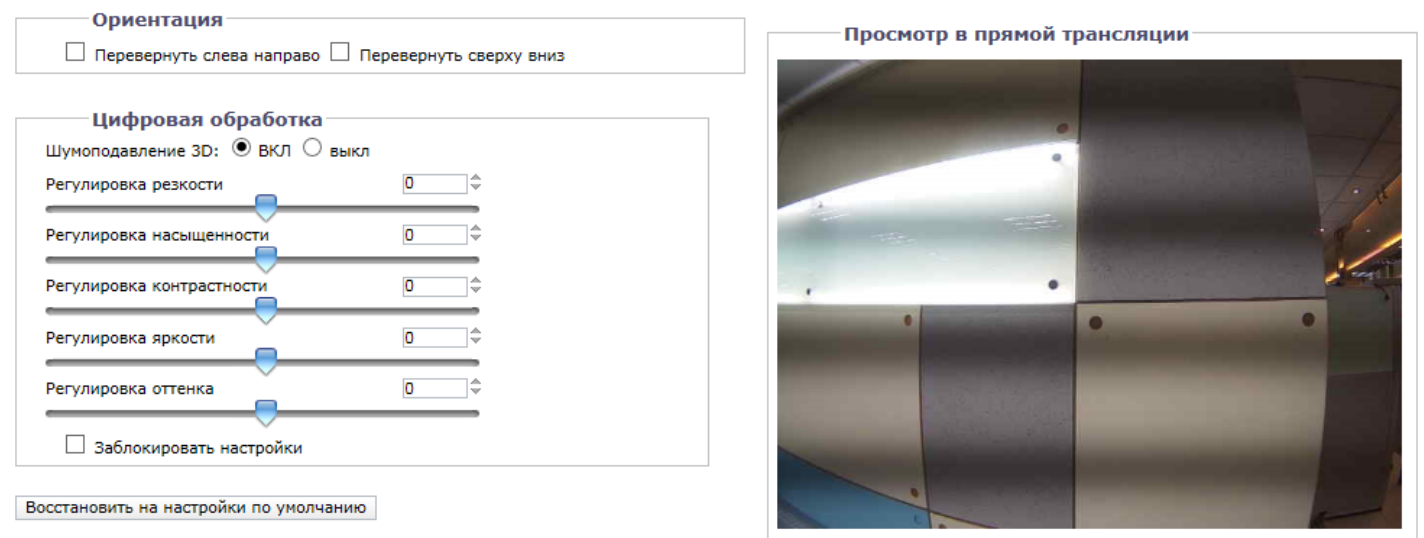 Ориентация
Перевернуть слева направо Перевернуть сверху вниз
Цифровая обработка
Шумоподавление 3D: ВКЛ выкл
Регулировка резкости 0
Регулировка насыщенности 0
Регулировка контрастности 0
Регулировка яркости 0
Регулировка оттенка 0
Заблокировать настройки
Восстановить на настройки по умолчанию
Просмотр в прямой трансляции